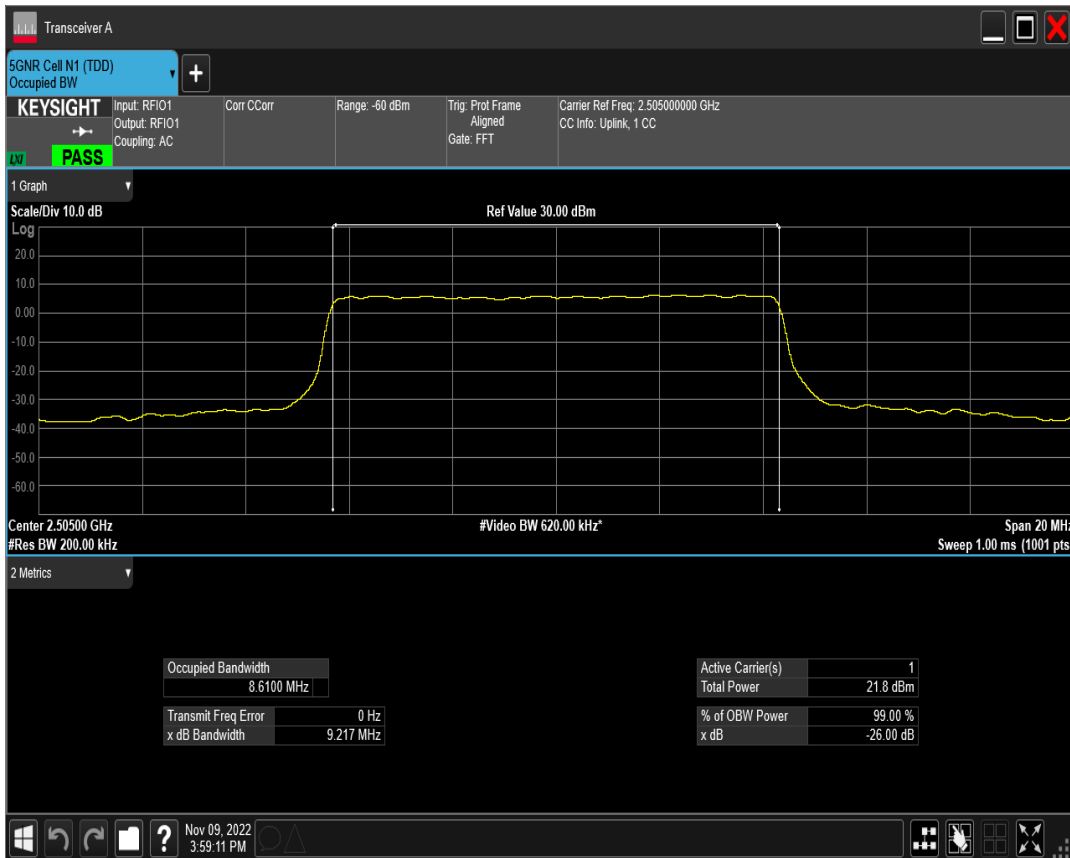 Transceiver A
5GNR Cell N1 (TDD)
Occupied BW
+
KEYSIGHT
LXI
PASS
Input: RFIO1
Output: RFIO1
Coupling: AC
Corr CCorr
Range: -60 dBm
Trig: Prot Frame
Aligned
Gate: FFT
Carrier Ref Freq: 2.505000000 GHz
CC Info: Uplink, 1 CC
1 Graph
Scale/Div 10.0 dB
Ref Value 30.00 dBm
Log
20.0
10.0
0.00
-10.0
-20.0
-30.0
-40.0
-50.0
-60.0
Center 2.50500 GHz
#Video BW 620.00 kHz*
Span 20 MHz
#Res BW 200.00 kHz
Sweep 1.00 ms (1001 pts
2 Metrics
Occupied Bandwidth
8.6100 MHz
Transmit Freq Error 0 Hz
x dB Bandwidth 9.217 MHz
Active Carrier(s) 1
Total Power 21.8 dBm
% of OBW Power 99.00 %
x dB -26.00 dB
?
Nov 09, 2022
3:59:11 PM